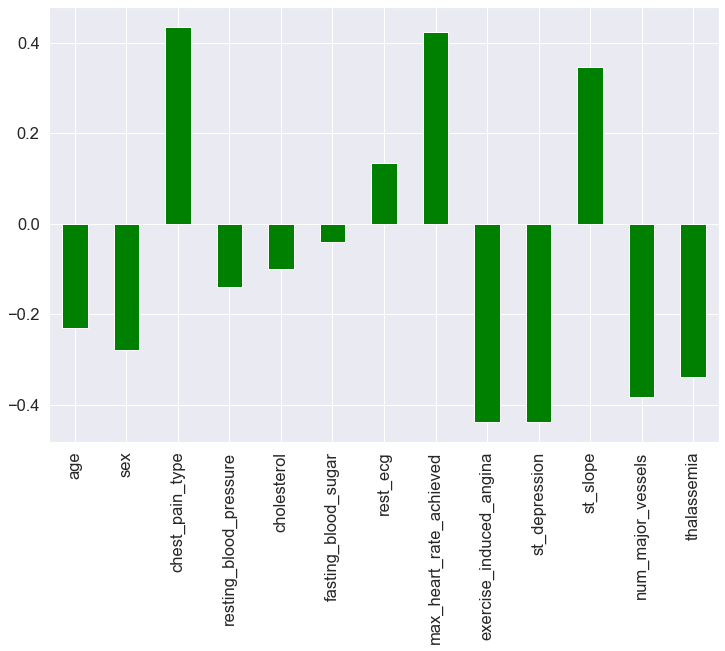 0.4
0.2
0.0
−0.2
−0.4
age
sex
chest_pain_type
resting_blood_pressure
cholesterol
fasting_blood_sugar
rest_ecg
max_heart_rate_achieved
exercise_induced_angina
st_depression
st_slope
num_major_vessels
thalassemia